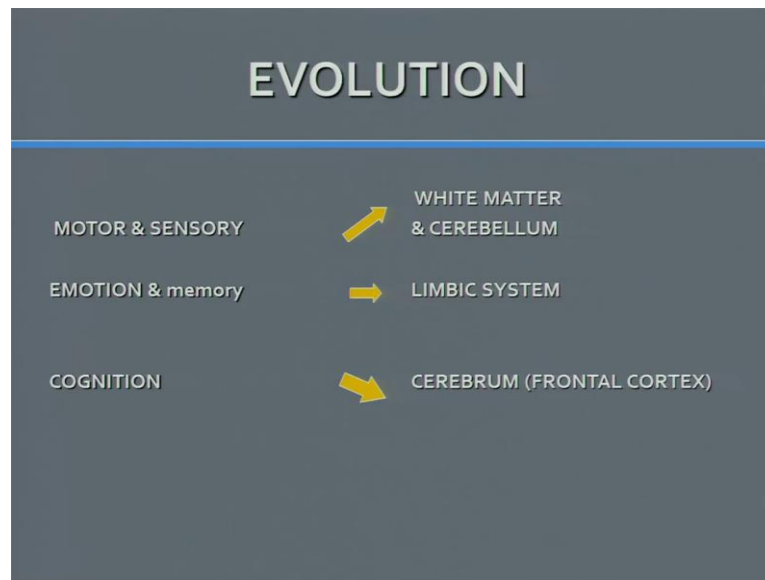 EVOLUTION
WHITE MATTER
MOTOR & SENSORY & CEREBELLUM
EMOTION & memory LIMBIC SYSTEM
COGNITION CEREBRUM (FRONTAL CORTEX)